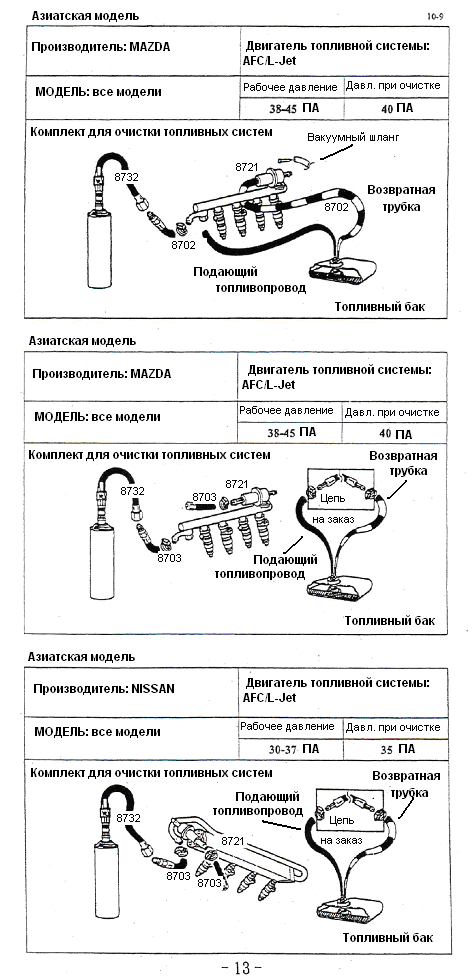 Азиатская модель 10-9
Производитель: MAZDA
Двигатель топливной системы:
AFC/L-Jet
МОДЕЛЬ: все модели
Рабочее давление Давл. при очистке
38-45 ПА 40 ПА
Комплект для очистки топливных систем
Вакуумный шланг
8732
8721
Возвратная
трубка
8702
8702
Подающий
топливопровод
Топливный бак
Азиатская модель
Производитель: MAZDA
Двигатель топливной системы:
AFC/L-Jet
МОДЕЛЬ: все модели
Рабочее давление Давл. при очистке
38-45 ПА 40 ПА
Комплект для очистки топливных систем
Возвратная
трубка
8732
8703
8721
Цепь
на заказ
8703
Подающий
топливопровод
Топливный бак
Азиатская модель
Производитель: NISSAN
Двигатель топливной системы:
AFC/L-Jet
МОДЕЛЬ: все модели
Рабочее давление Давл. при очистке
30-37 ПА 35 ПА
Комплект для очистки топливных систем
Возвратная
трубка
Подающий
топливопровод
8732
Цепь
на заказ
8721
8703
8703
Топливный бак
- 13 -